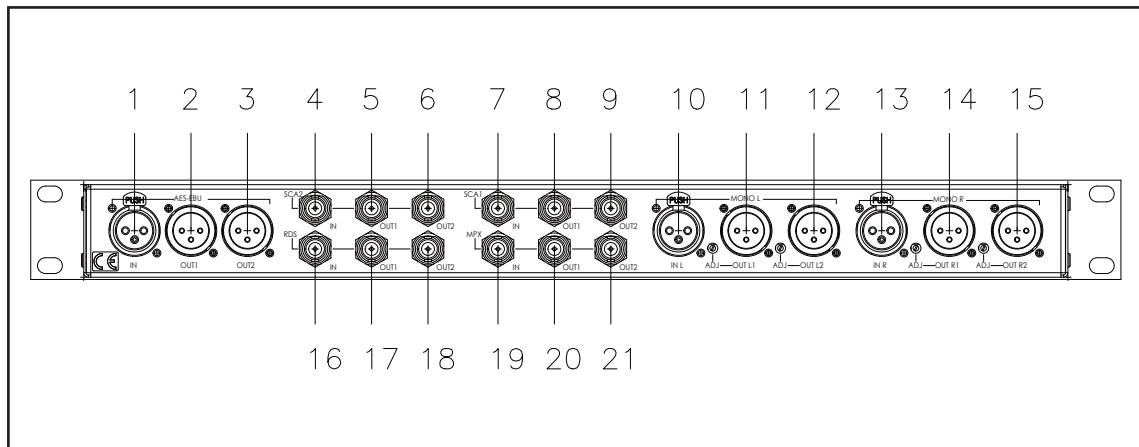 1 2 3 4 5 6 7 8 9 10 11 12 13 14 15
PUSH AES-EBU SCA2 SCA1 PUSH MONO L PUSH MONO R
IN OUT1 OUT2 IN OUT1 OUT2
RDS MPX
CE IN OUT1 OUT2 IN OUT1 OUT2 IN OUT1 OUT2 IN L ADJ OUT L1 ADJ OUT L2 IN R ADJ OUT R1 ADJ OUT R2
16 17 18 19 20 21